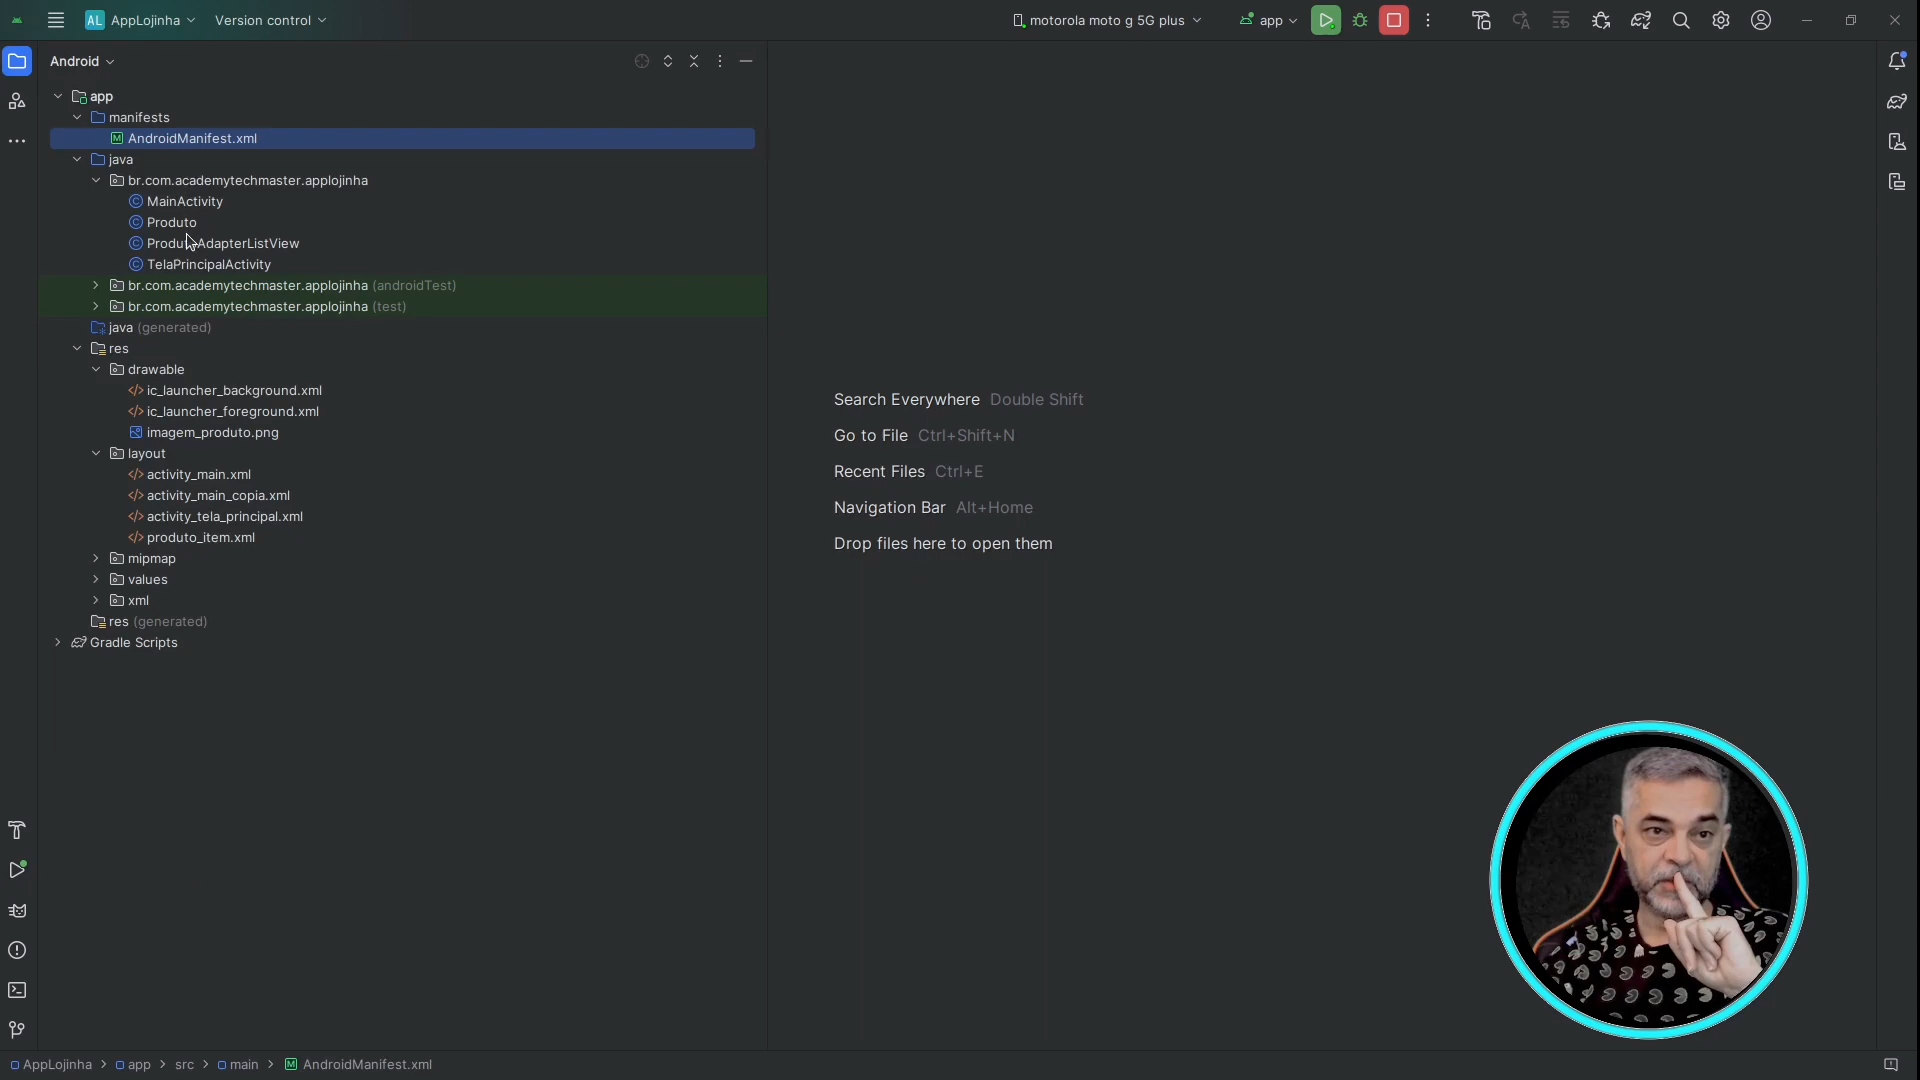 AL AppLojinha Version control motorola moto g 5G plus app
Android
app
manifests
AndroidManifest.xml
java
br.com.academytechmaster.applojinha
MainActivity
Produto
AdapterListView
TelaPrincipalActivity
br.com.academytechmaster.applojinha (androidTest)
br.com.academytechmaster.applojinha (test)
java (generated)
res
drawable
ic_launcher_background.xml
ic_launcher_foreground.xml
imagem_produto.png
layout
activity_main.xml
activity_main_copia.xml
activity_tela_principal.xml
produto_item.xml
mipmap
values
xml
res (generated)
Gradle Scripts
Search Everywhere Double Shift
Go to File Ctrl+Shift+N
Recent Files Ctrl+E
Navigation Bar Alt+Home
Drop files here to open them
AppLojinha > app > src > main > AndroidManifest.xml